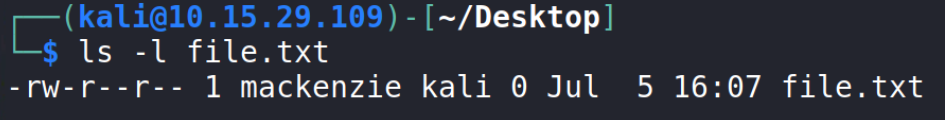 ┌──(kali@10.15.29.109)-[~/Desktop]
└─$ ls -l file.txt
-rw-r--r-- 1 mackenzie kali 0 Jul  5 16:07 file.txt